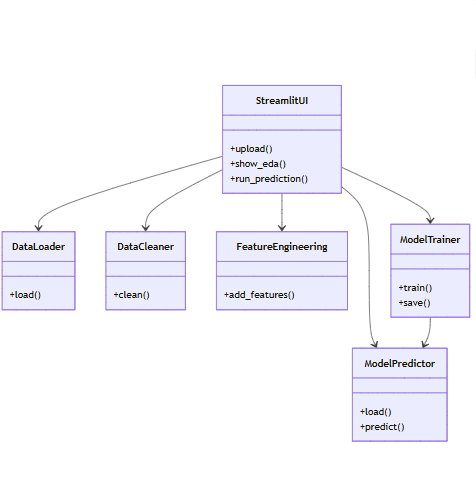 StreamlitUI
+upload()
+show_eda()
+run_prediction()
DataLoader
+load()
DataCleaner
+clean()
FeatureEngineering
+add_features()
ModelTrainer
+train()
+save()
ModelPredictor
+load()
+predict()